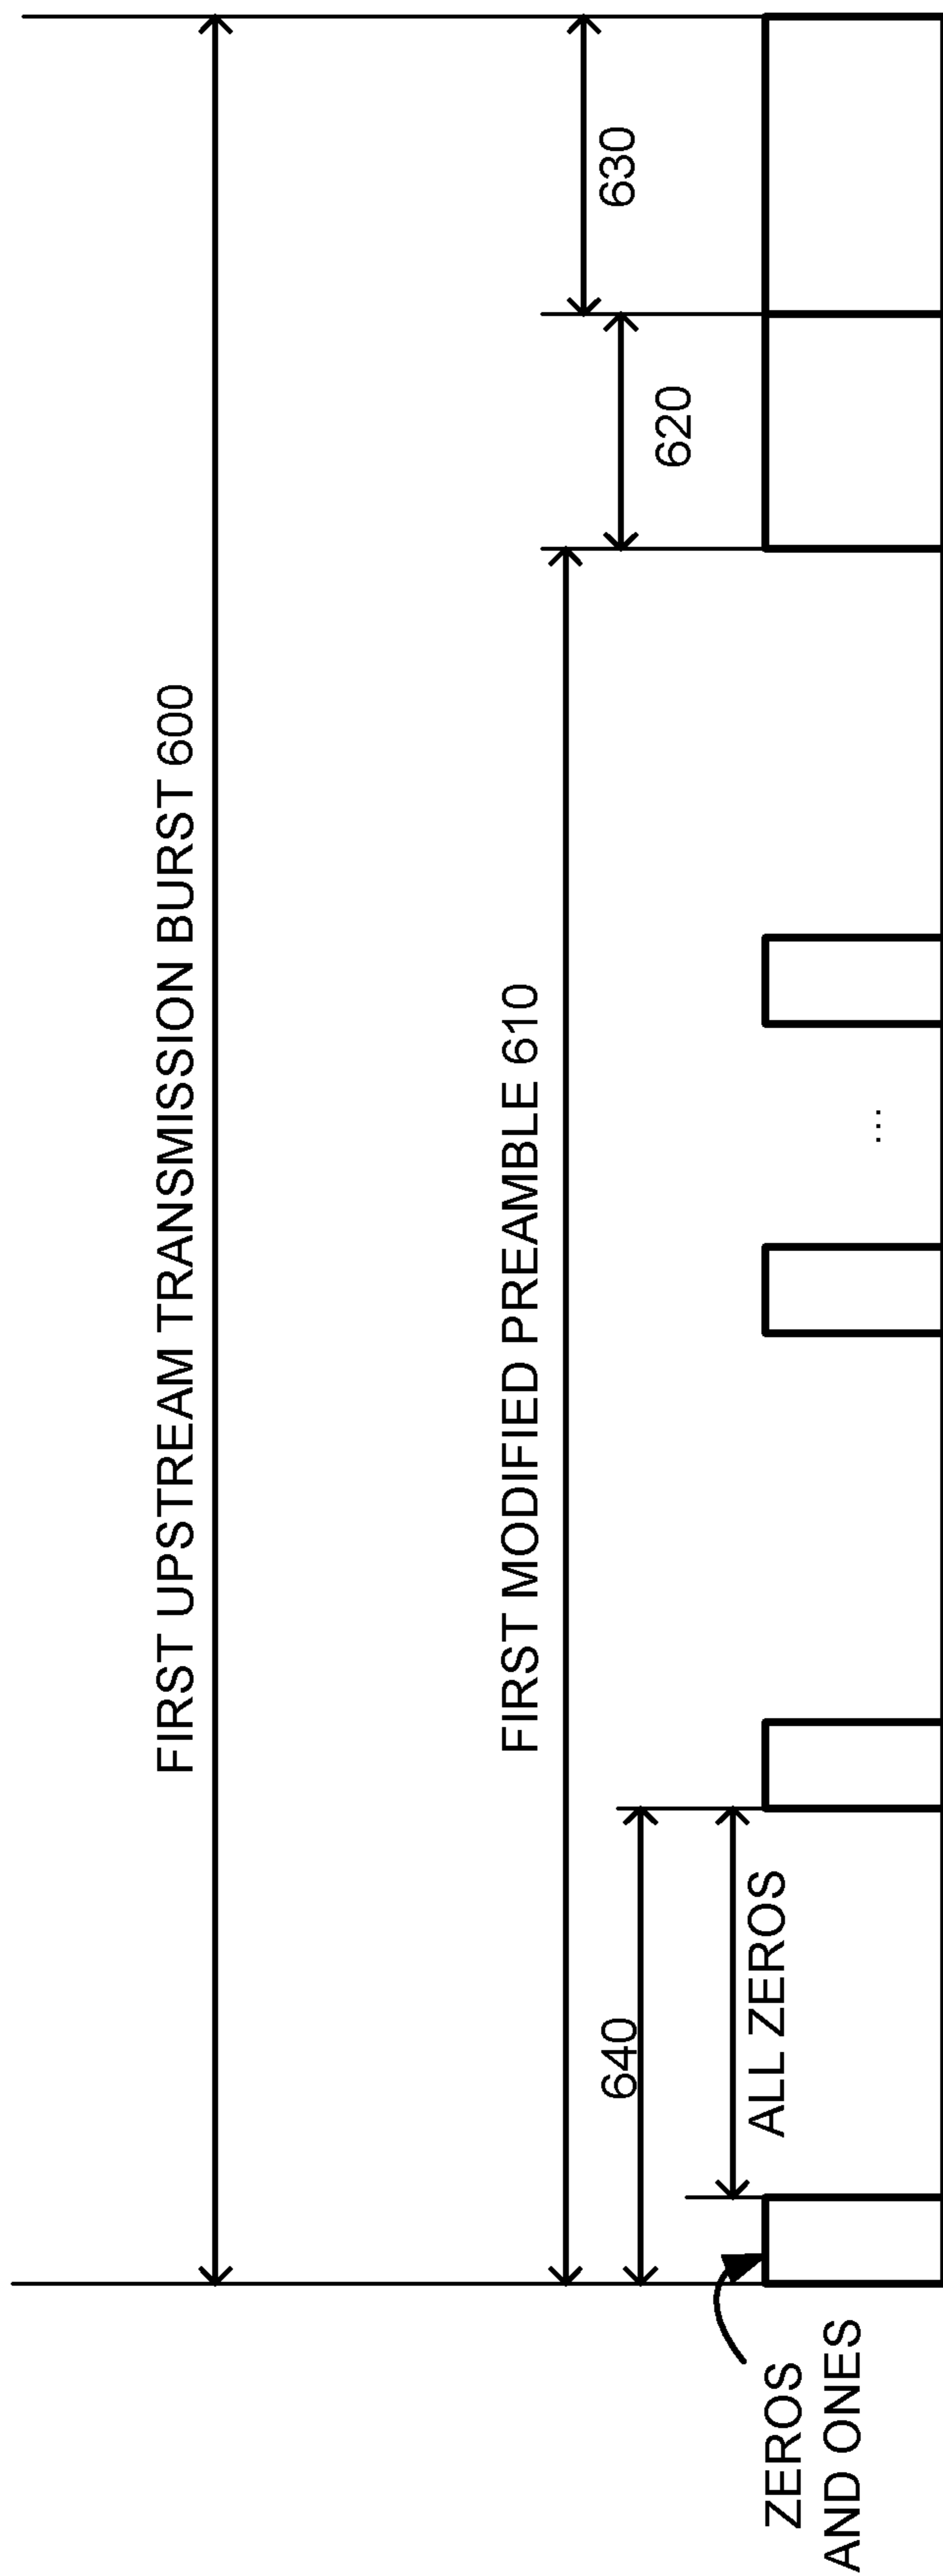 FIRST UPSTREAM TRANSMISSION BURST 600
FIRST MODIFIED PREAMBLE 610
630
640
620
ALL ZEROS
ZEROS
AND ONES
...